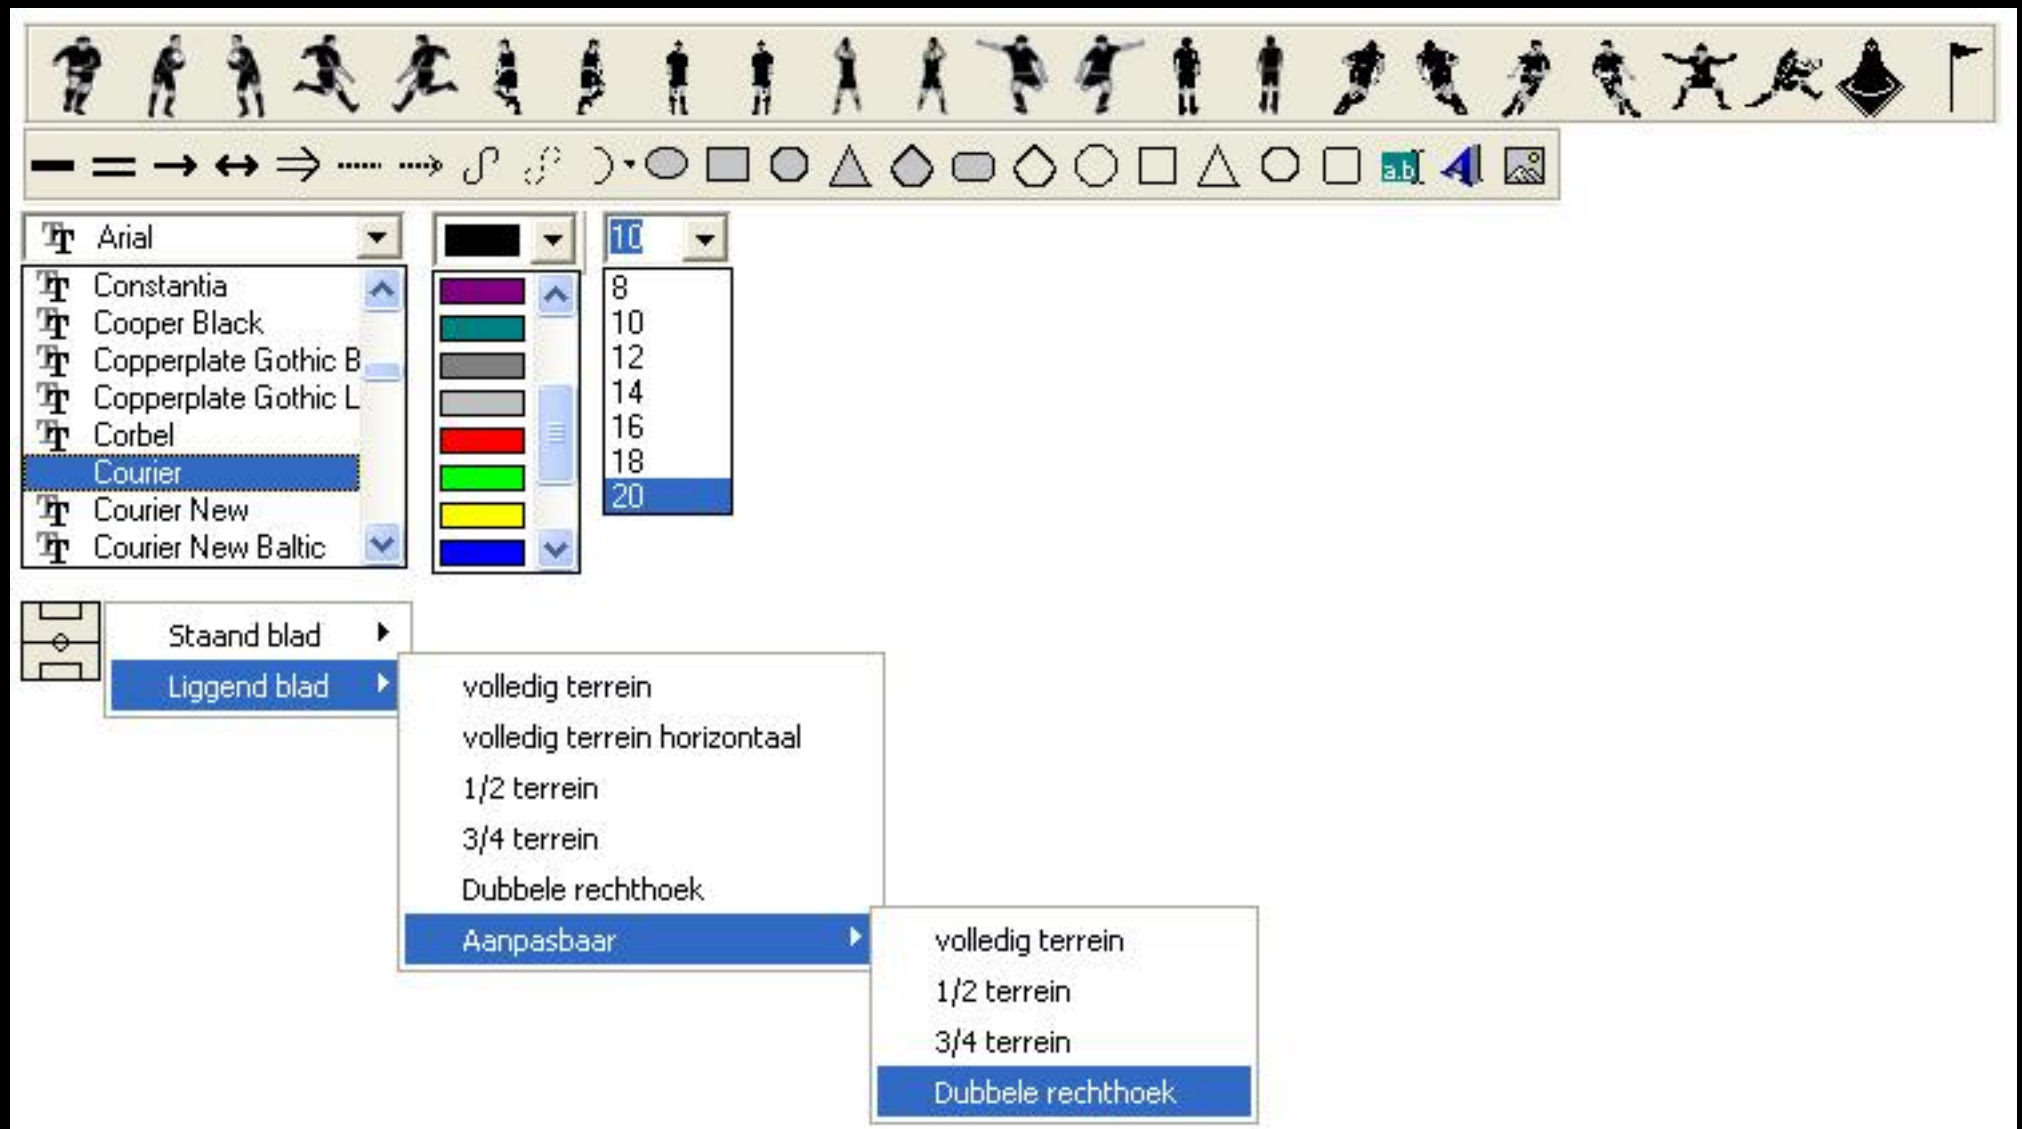 a.b
A
Arial
Constantia
Cooper Black
Copperplate Gothic B
Copperplate Gothic L
Corbel
Courier
Courier New
Courier New Baltic
10
8
10
12
14
16
18
20
Staand blad
Liggend blad
volledig terrein
volledig terrein horizontaal
1/2 terrein
3/4 terrein
Dubbele rechthoek
Aanpasbaar
volledig terrein
1/2 terrein
3/4 terrein
Dubbele rechthoek